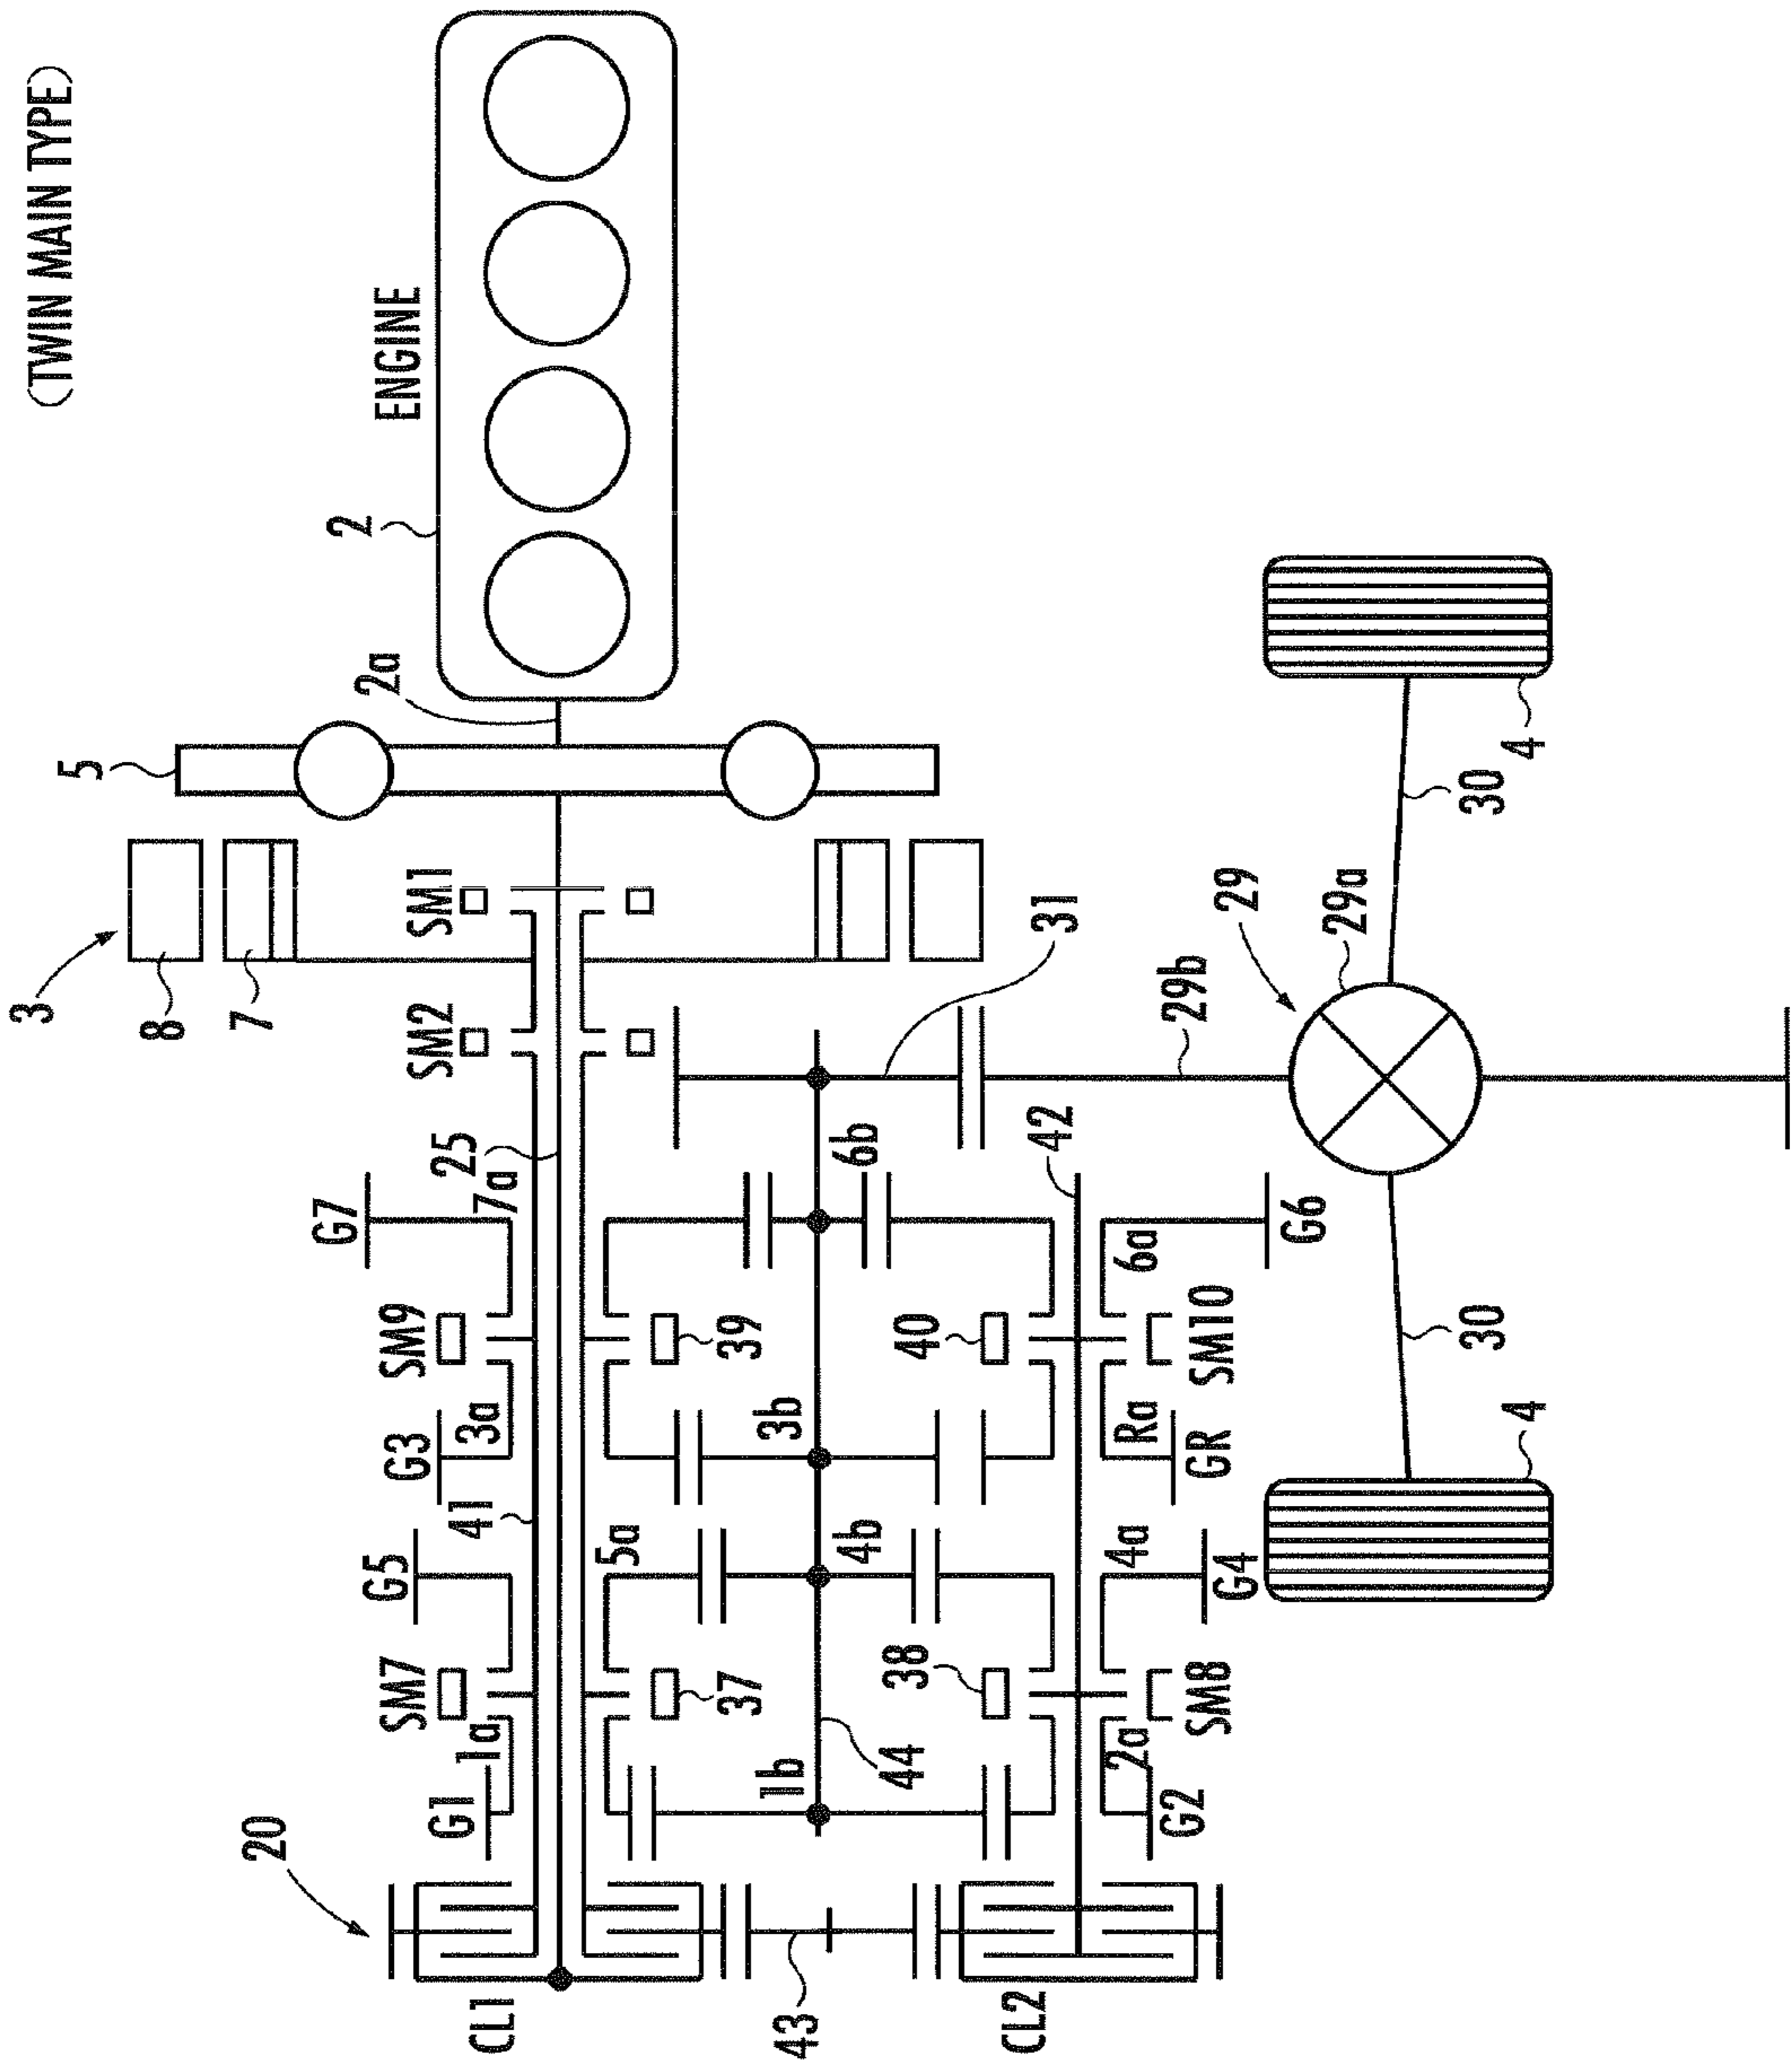 (TWIN MAIN TYPE)
ENGINE
2
2a
5
3
8
7
SM1
SM2
31
29
29a
29b
30
4
25
7a
G7
6b
42
6a
G6
SM9
39
40
SM10
30
4
3a
G3
3b
Ra
GR
41
G5
5a
4b
4a
G4
SM7
37
38
SM8
1a
G1
1b
44
2a
G2
20
CL1
43
CL2